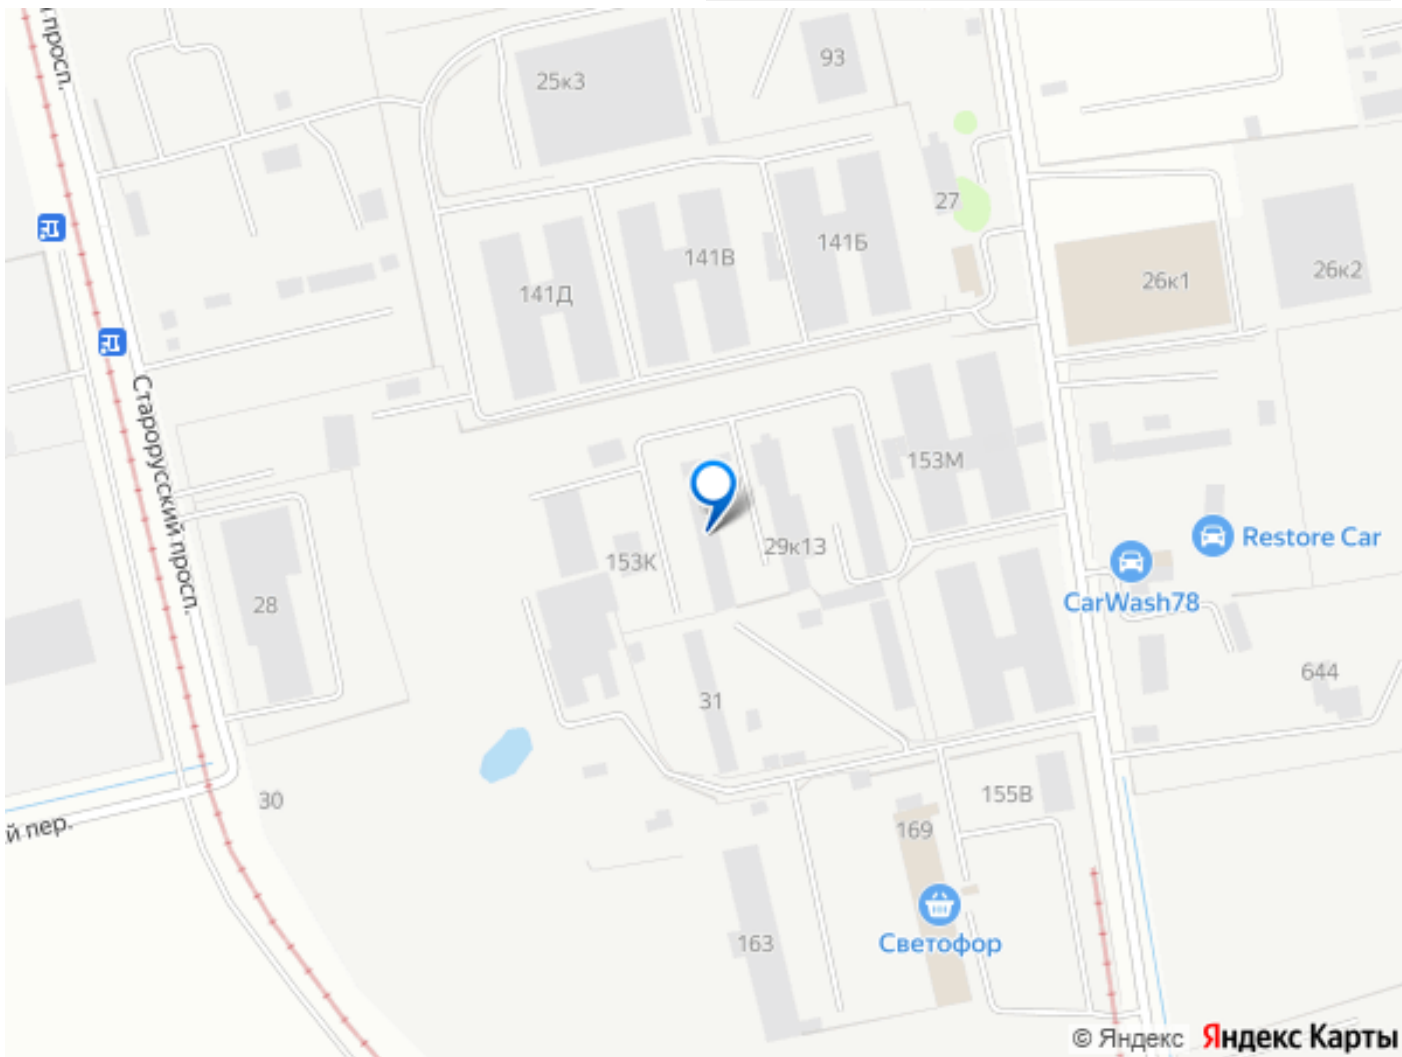 просп.
25к3
93
27
141В
141Б
141Д
26к1
26к2
Старорусский просп.
153М
29к13
153К
Restore Car
CarWash78
28
644
31
30
155В
й пер.
169
163
Светофор
© Яндекс Яндекс Карты